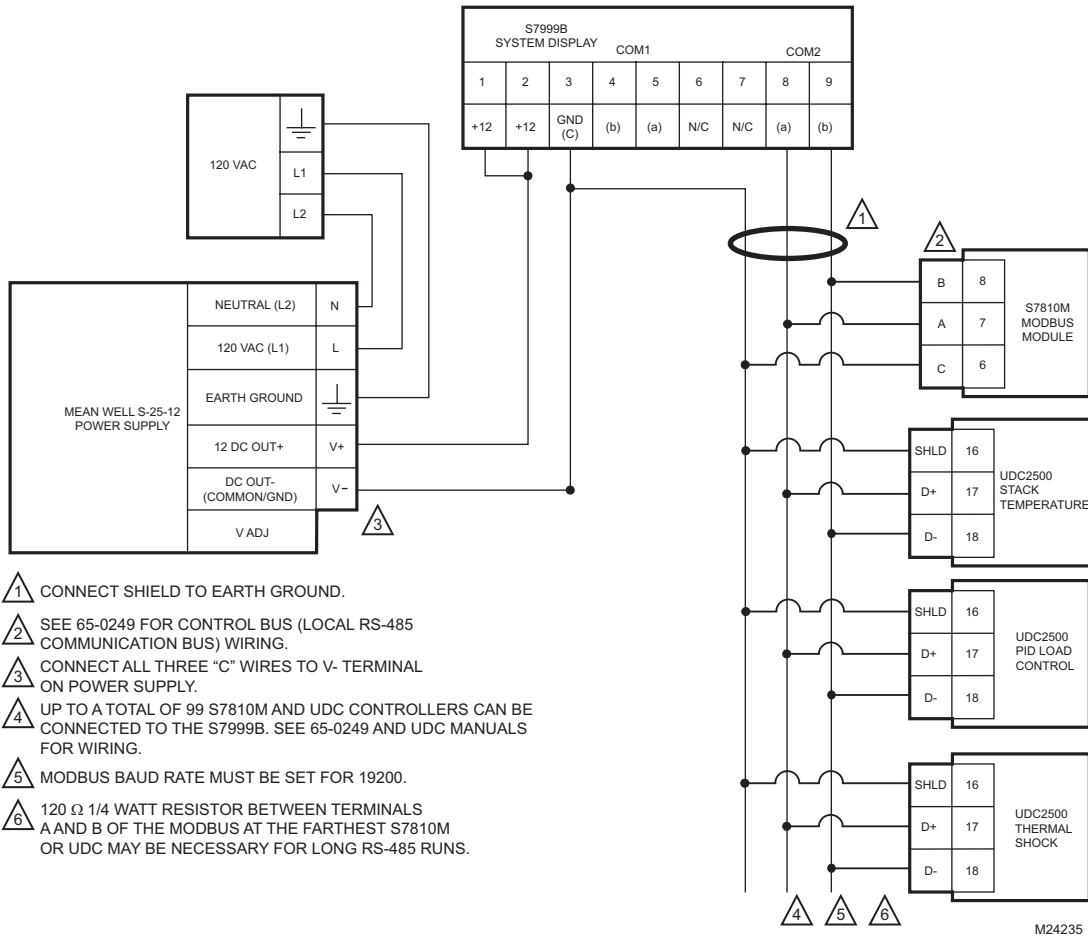 S7999B
SYSTEM DISPLAY
COM1
COM2
1 2 3 4 5 6 7 8 9
+12 +12 GND (C) (b) (a) N/C N/C (a) (b)
120 VAC
L1
L2
MEAN WELL S-25-12
POWER SUPPLY
NEUTRAL (L2) N
120 VAC (L1) L
EARTH GROUND
12 DC OUT+ V+
DC OUT-
(COMMON/GND) V-
V ADJ
3
1
2
B 8
A 7
C 6
S7810M
MODBUS
MODULE
SHLD 16
D+ 17
D- 18
UDC2500
STACK
TEMPERATURE
SHLD 16
D+ 17
D- 18
UDC2500
PID LOAD
CONTROL
SHLD 16
D+ 17
D- 18
UDC2500
THERMAL
SHOCK
4 5 6
1 CONNECT SHIELD TO EARTH GROUND.
2 SEE 65-0249 FOR CONTROL BUS (LOCAL RS-485
COMMUNICATION BUS) WIRING.
3 CONNECT ALL THREE “C” WIRES TO V- TERMINAL
ON POWER SUPPLY.
4 UP TO A TOTAL OF 99 S7810M AND UDC CONTROLLERS CAN BE
CONNECTED TO THE S7999B. SEE 65-0249 AND UDC MANUALS
FOR WIRING.
5 MODBUS BAUD RATE MUST BE SET FOR 19200.
6 120 Ω 1/4 WATT RESISTOR BETWEEN TERMINALS
A AND B OF THE MODBUS AT THE FARTHEST S7810M
OR UDC MAY BE NECESSARY FOR LONG RS-485 RUNS.
M24235